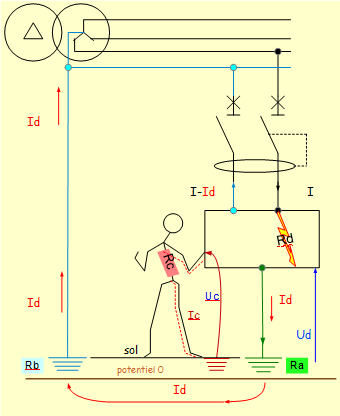 Id
I-Id
I
Rd
Rc
Uc
Id
Id
Ic
Ud
sol
Rb
Ra
potentiel 0
Id